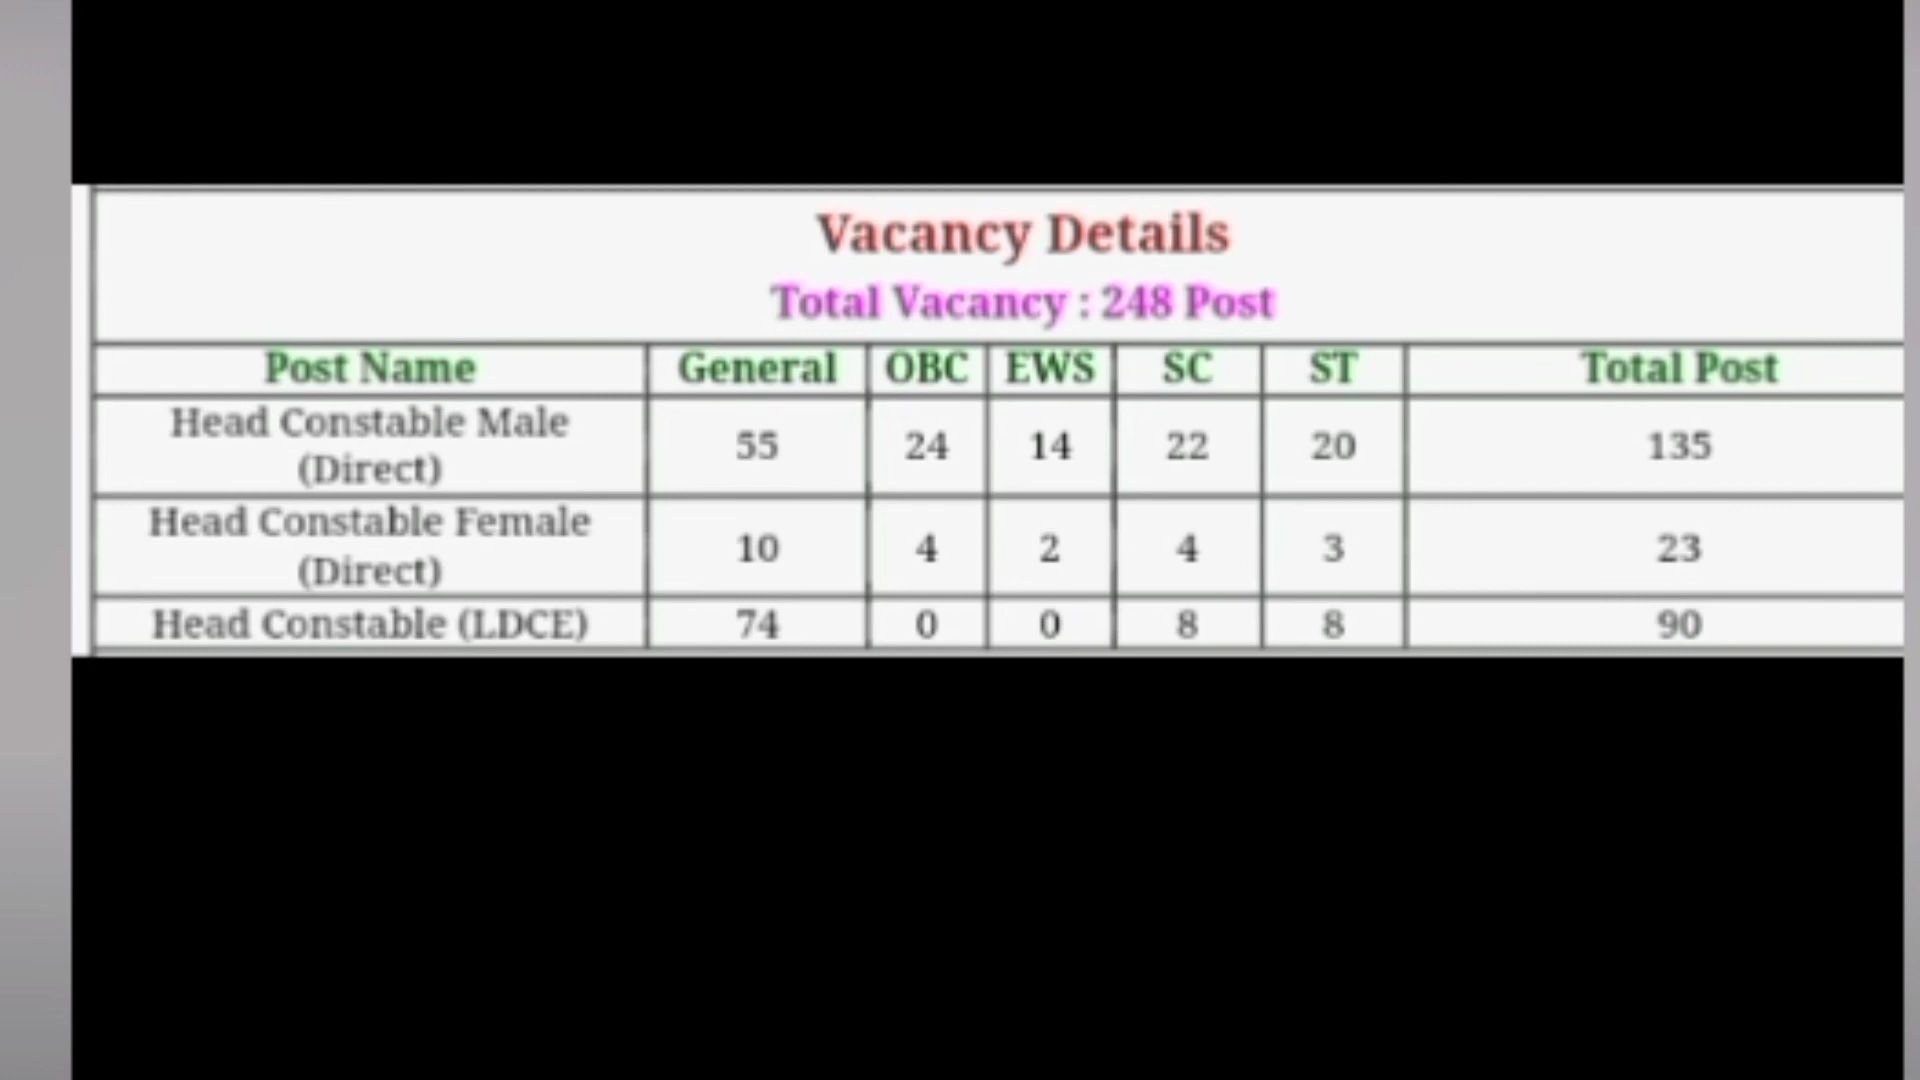 Vacancy Details
Total Vacancy : 248 Post
Post Name General OBC EWS SC ST Total Post
Head Constable Male (Direct) 55 24 14 22 20 135
Head Constable Female (Direct) 10 4 2 4 3 23
Head Constable (LDCE) 74 0 0 8 8 90